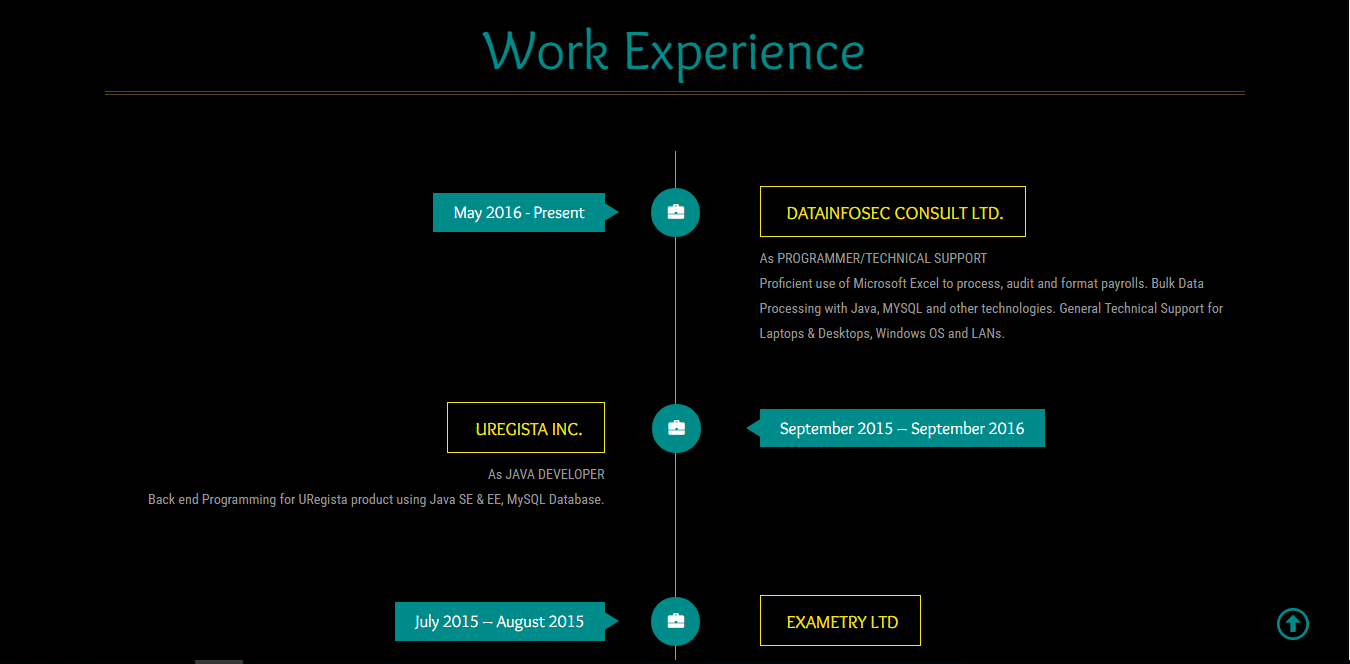 Work Experience
May 2016 - Present
DATAINFOSEC CONSULT LTD.
As PROGRAMMER/TECHNICAL SUPPORT
Proficient use of Microsoft Excel to process, audit and format payrolls. Bulk Data
Processing with Java, MYSQL and other technologies. General Technical Support for
Laptops & Desktops, Windows OS and LANs.
UREGISTA INC.
September 2015 – September 2016
As JAVA DEVELOPER
Back end Programming for URegista product using Java SE & EE, MySQL Database.
July 2015 – August 2015
EXAMETRY LTD